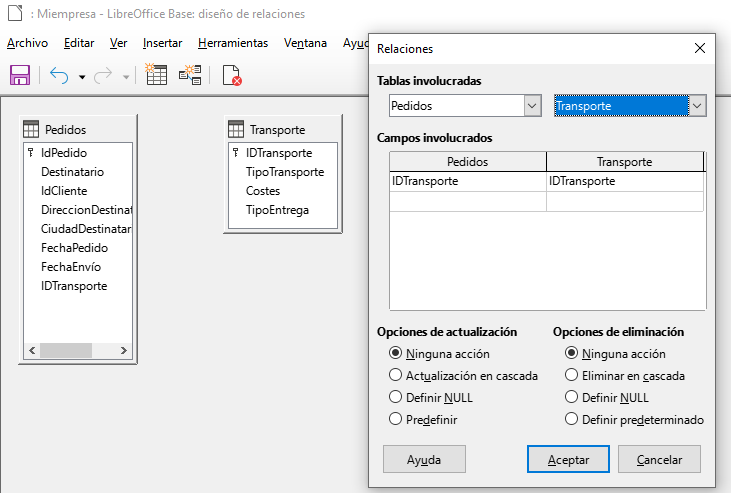 : Miempresa - LibreOffice Base: diseño de relaciones
Archivo Editar Ver Insertar Herramientas Ventana Ayu
Pedidos
IdPedido
Destinatario
IdCliente
DireccionDestinat
CiudadDestinatar
FechaPedido
FechaEnvío
IDTransporte
Transporte
IDTransporte
TipoTransporte
Costes
TipoEntrega
Relaciones
Tablas involucradas
Pedidos Transporte
Campos involucrados
Pedidos Transporte
IDTransporte IDTransporte
Opciones de actualización
Ninguna acción
Actualización en cascada
Definir NULL
Predefinir
Opciones de eliminación
Ninguna acción
Eliminar en cascada
Definir NULL
Definir predeterminado
Ayuda Aceptar Cancelar